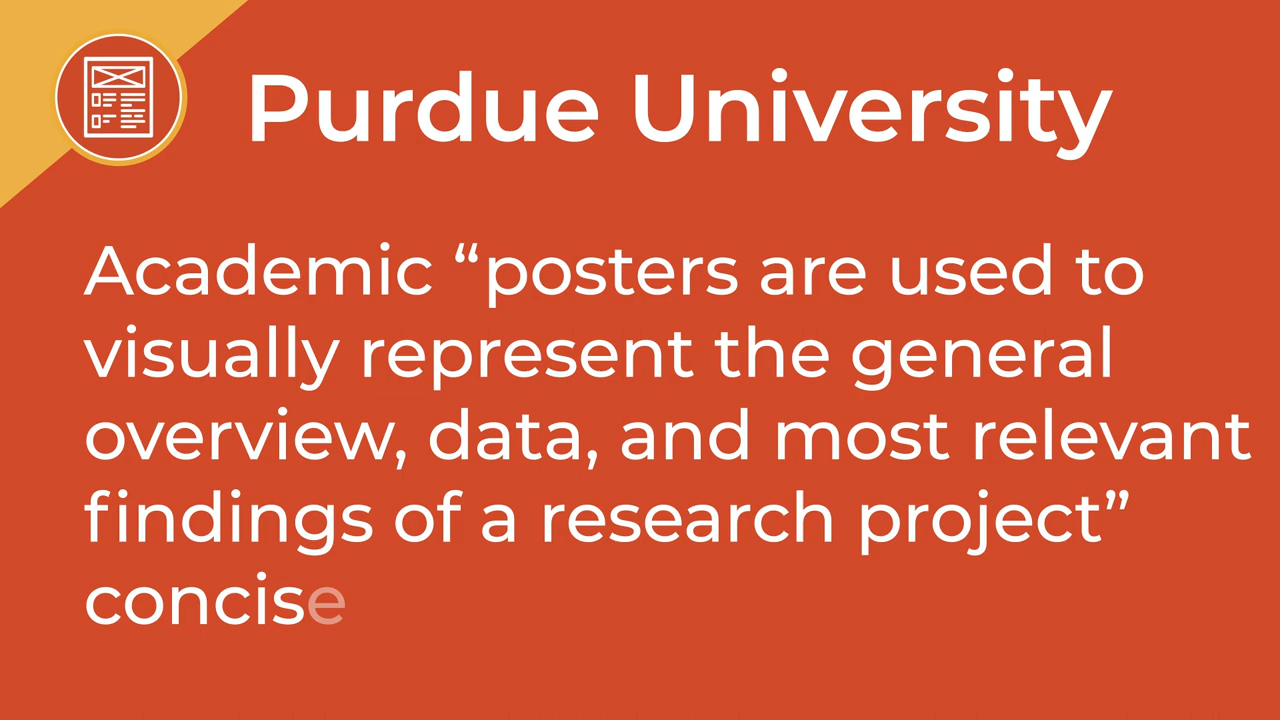 Purdue University
Academic “posters are used to
visually represent the general
overview, data, and most relevant
findings of a research project”
concise